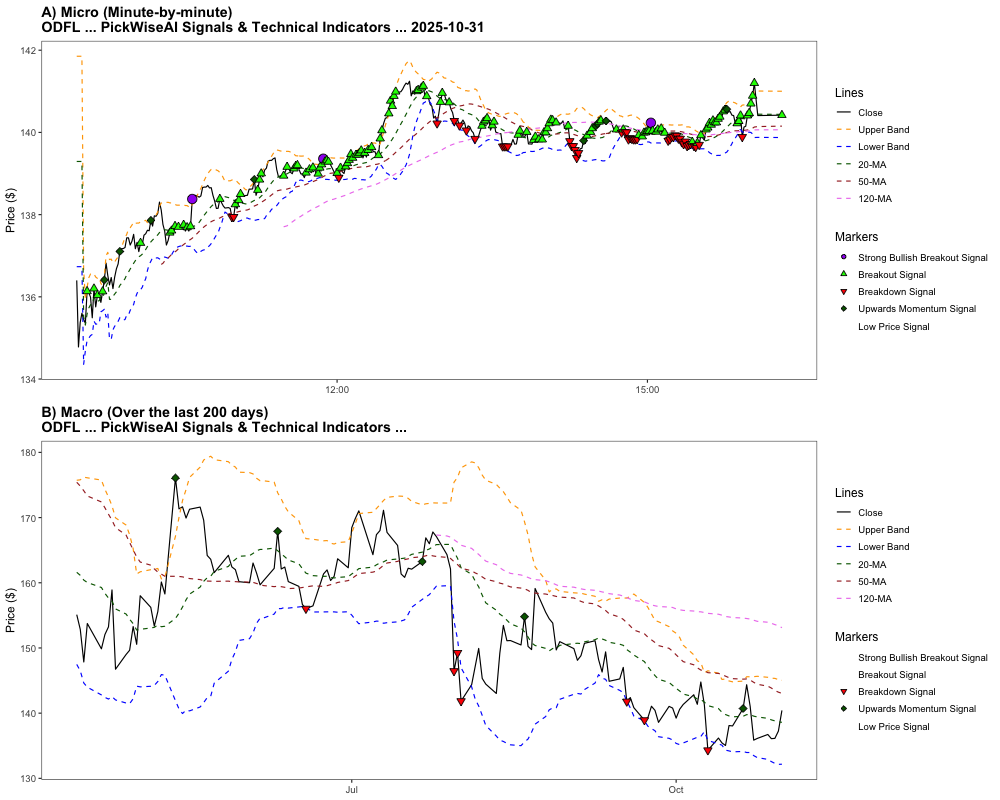 A) Micro (Minute-by-minute)
ODFL ... PickWiseAI Signals & Technical Indicators ... 2025-10-31
142
140
138
136
134
Price ($)
12:00
15:00
Lines
Close
Upper Band
Lower Band
20-MA
50-MA
120-MA
Markers
Strong Bullish Breakout Signal
Breakout Signal
Breakdown Signal
Upwards Momentum Signal
Low Price Signal
B) Macro (Over the last 200 days)
ODFL ... PickWiseAI Signals & Technical Indicators ...
180
170
160
150
140
130
Price ($)
Jul
Oct
Lines
Close
Upper Band
Lower Band
20-MA
50-MA
120-MA
Markers
Strong Bullish Breakout Signal
Breakout Signal
Breakdown Signal
Upwards Momentum Signal
Low Price Signal